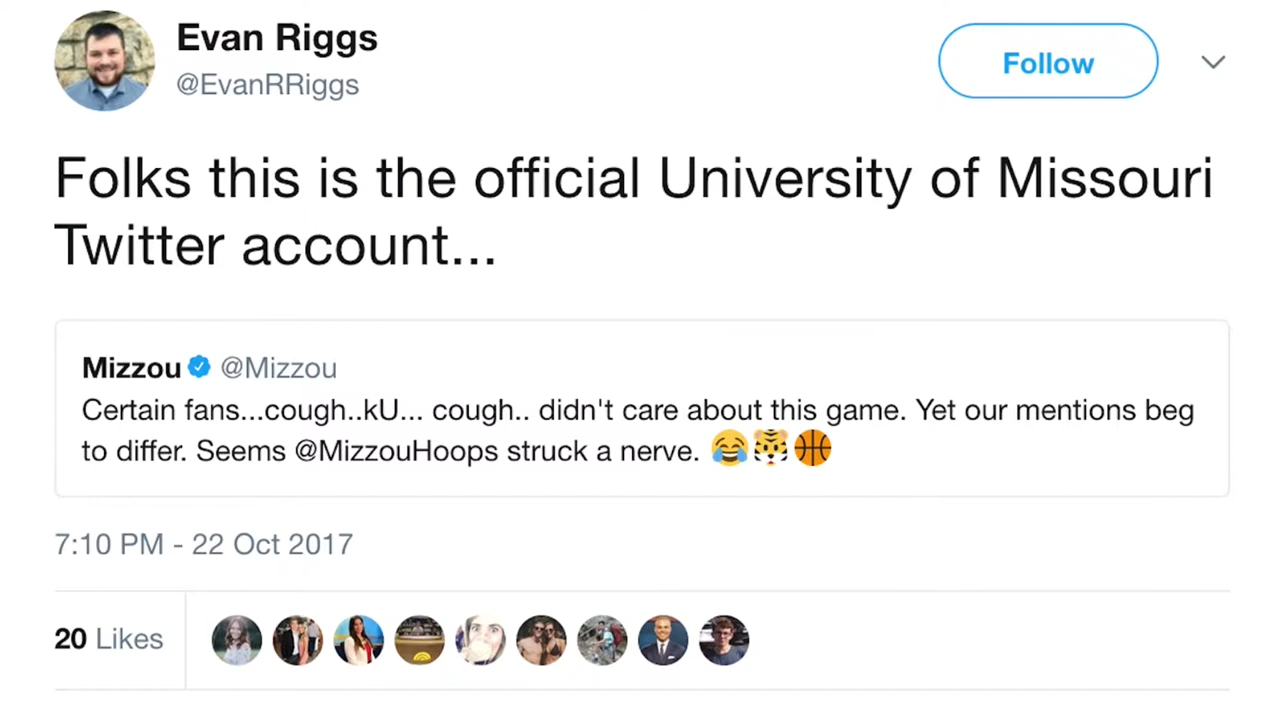 Evan Riggs
@EvanRRiggs
Follow
Folks this is the official University of Missouri
Twitter account...
Mizzou @Mizzou
Certain fans...cough..kU... cough.. didn't care about this game. Yet our mentions beg
to differ. Seems @MizzouHoops struck a nerve. 😂🐯🏀
7:10 PM - 22 Oct 2017
20 Likes